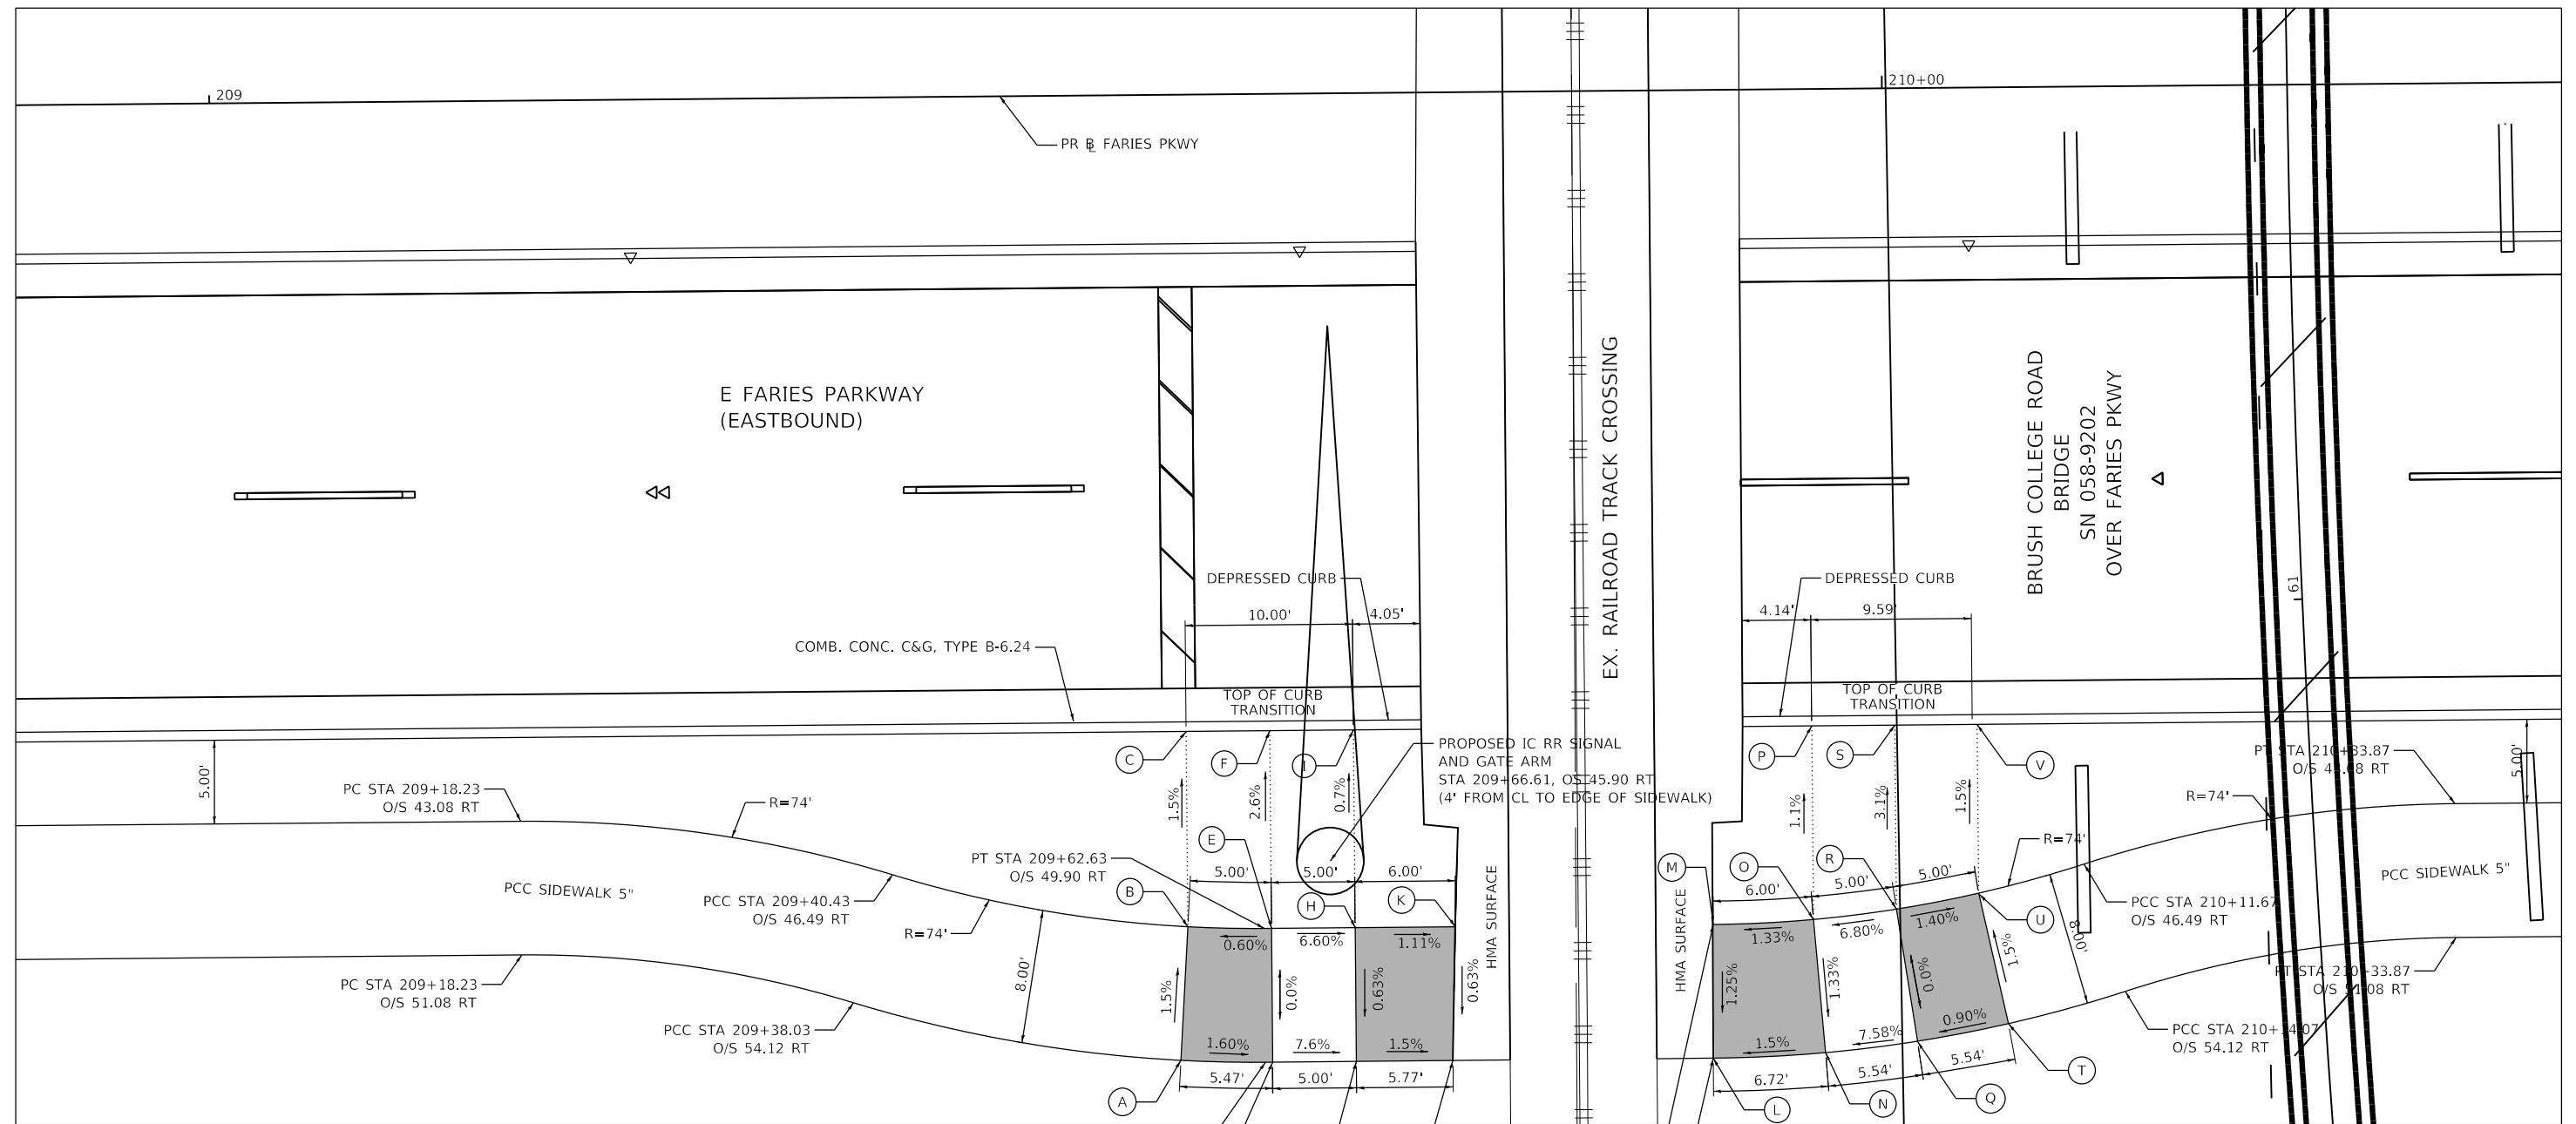 209
210+00
PR BL FARIES PKWY
E FARIES PARKWAY
(EASTBOUND)
EX. RAILROAD TRACK CROSSING
BRUSH COLLEGE ROAD
BRIDGE
SN 058-9202
OVER FARIES PKWY
61
DEPRESSED CURB
10.00'
4.05'
DEPRESSED CURB
4.14'
9.59'
COMB. CONC. C&G, TYPE B-6.24
TOP OF CURB
TRANSITION
TOP OF CURB
TRANSITION
C
F
I
P
S
V
PROPOSED IC RR SIGNAL
AND GATE ARM
STA 209+66.61, OS 45.90 RT
(4' FROM CL TO EDGE OF SIDEWALK)
5.00'
PC STA 209+18.23
O/S 43.08 RT
R=74'
1.5%
2.6%
0.7%
1.1%
3.1%
1.5%
PT STA 210+33.87
O/S 43.08 RT
5.00'
R=74'
R=74'
E
PT STA 209+62.63
O/S 49.90 RT
5.00'
5.00'
6.00'
M
O
R
6.00'
5.00'
5.00'
PCC SIDEWALK 5"
PCC SIDEWALK 5"
PCC STA 209+40.43
O/S 46.49 RT
B
H
K
HMA SURFACE
HMA SURFACE
U
PCC STA 210+11.67
O/S 46.49 RT
R=74'
0.60%
6.60%
1.11%
1.33%
6.80%
1.40%
8.00'
8.00'
PC STA 209+18.23
O/S 51.08 RT
1.5%
0.0%
0.63%
0.63%
1.25%
1.33%
0.0%
1.5%
PT STA 210+33.87
O/S 51.08 RT
PCC STA 209+38.03
O/S 54.12 RT
1.60%
7.6%
1.5%
1.5%
7.58%
0.90%
PCC STA 210+14.07
O/S 54.12 RT
5.47'
5.00'
5.77'
6.72'
5.54'
5.54'
A
L
N
Q
T